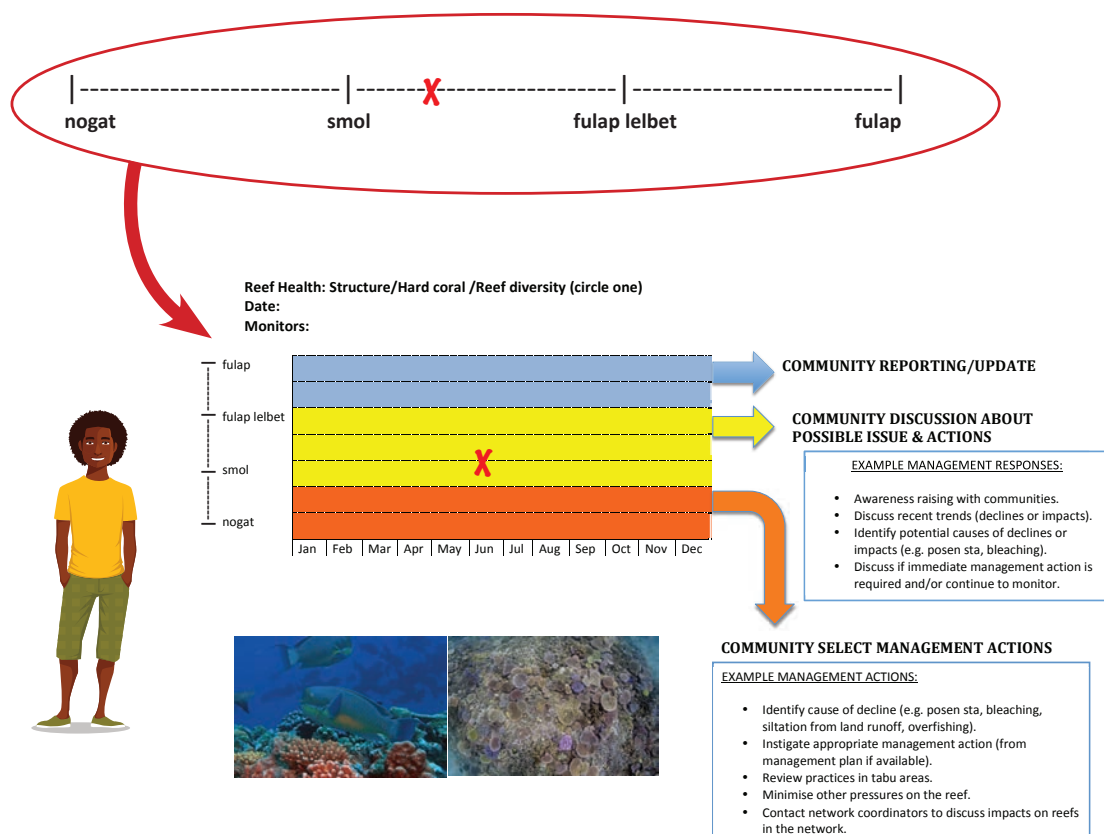 nogat smol fulap lelbet fulap
Reef Health: Structure/Hard coral /Reef diversity (circle one)
Date:
Monitors:
fulap
fulap lelbet
smol
nogat
Jan Feb Mar Apr May Jun Jul Aug Sep Oct Nov Dec
COMMUNITY REPORTING/UPDATE
COMMUNITY DISCUSSION ABOUT
POSSIBLE ISSUE & ACTIONS
EXAMPLE MANAGEMENT RESPONSES:
• Awareness raising with communities.
• Discuss recent trends (declines or impacts).
• Identify potential causes of declines or
impacts (e.g. posen sta, bleaching).
• Discuss if immediate management action is
required and/or continue to monitor.
COMMUNITY SELECT MANAGEMENT ACTIONS
EXAMPLE MANAGEMENT ACTIONS:
• Identify cause of decline (e.g. posen sta, bleaching,
siltation from land runoff, overfishing).
• Instigate appropriate management action (from
management plan if available).
• Review practices in tabu areas.
• Minimise other pressures on the reef.
• Contact network coordinators to discuss impacts on reefs
in the network.